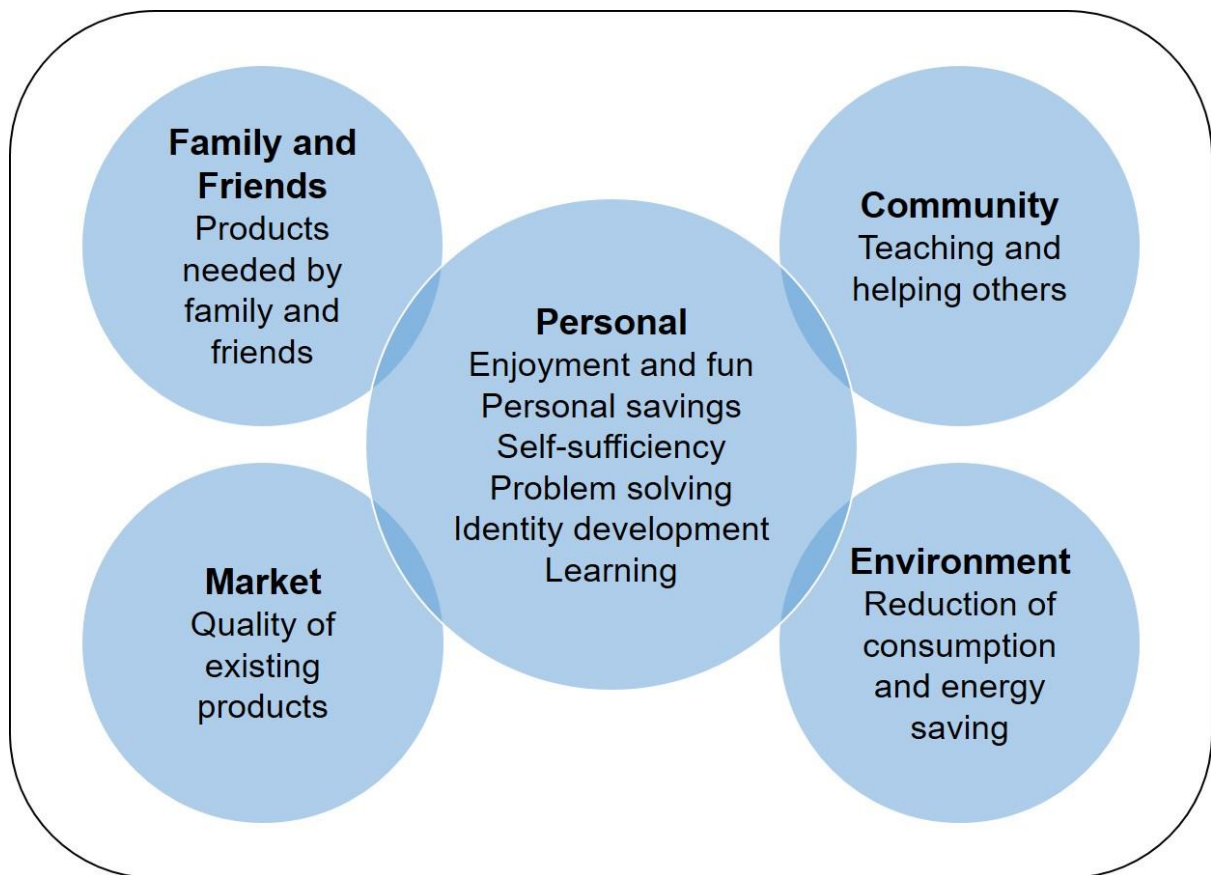 Family and
Friends
Products
needed by
family and
friends
Community
Teaching and
helping others
Personal
Enjoyment and fun
Personal savings
Self-sufficiency
Problem solving
Identity development
Learning
Market
Quality of
existing
products
Environment
Reduction of
consumption
and energy
saving